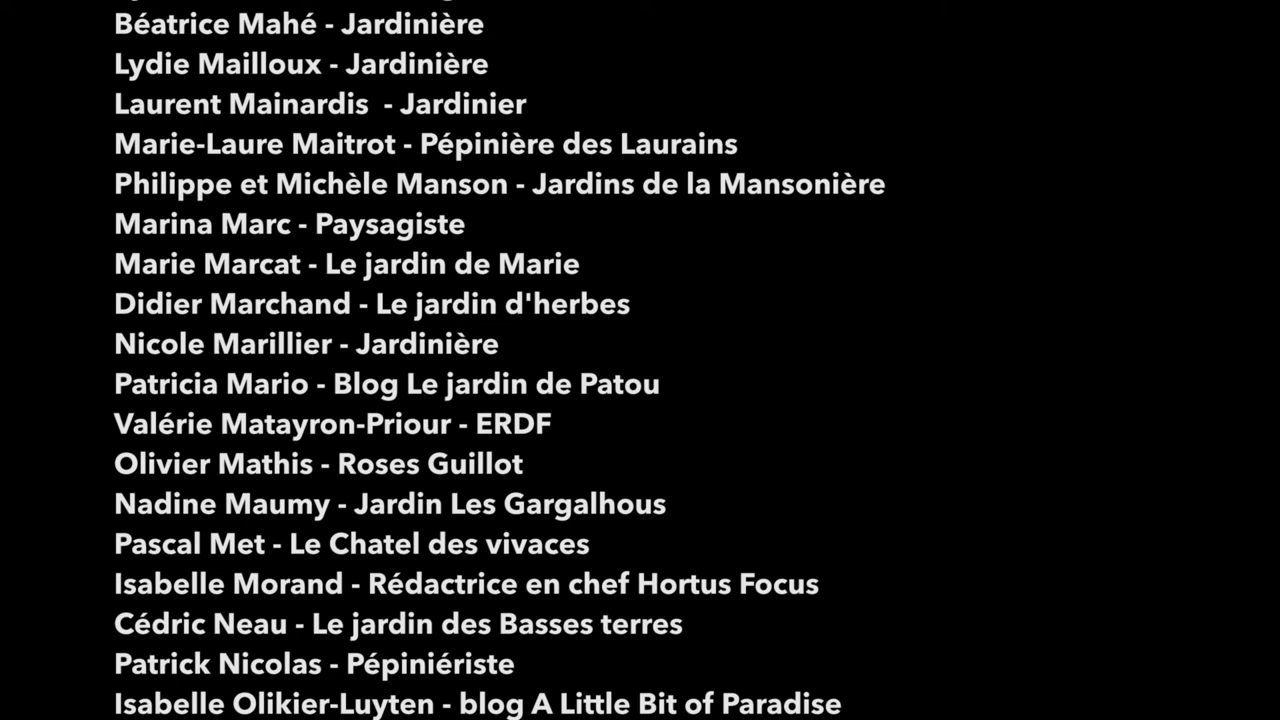 Béatrice Mahé - Jardinière
Lydie Mailloux - Jardinière
Laurent Mainardis - Jardinier
Marie-Laure Maitrot - Pépinière des Laurains
Philippe et Michèle Manson - Jardins de la Mansonière
Marina Marc - Paysagiste
Marie Marcat - Le jardin de Marie
Didier Marchand - Le jardin d'herbes
Nicole Marillier - Jardinière
Patricia Mario - Blog Le jardin de Patou
Valérie Matayron-Priour - ERDF
Olivier Mathis - Roses Guillot
Nadine Maumy - Jardin Les Gargalhous
Pascal Met - Le Chatel des vivaces
Isabelle Morand - Rédactrice en chef Hortus Focus
Cédric Neau - Le jardin des Basses terres
Patrick Nicolas - Pépiniériste
Isabelle Olikier-Luyten - blog A Little Bit of Paradise